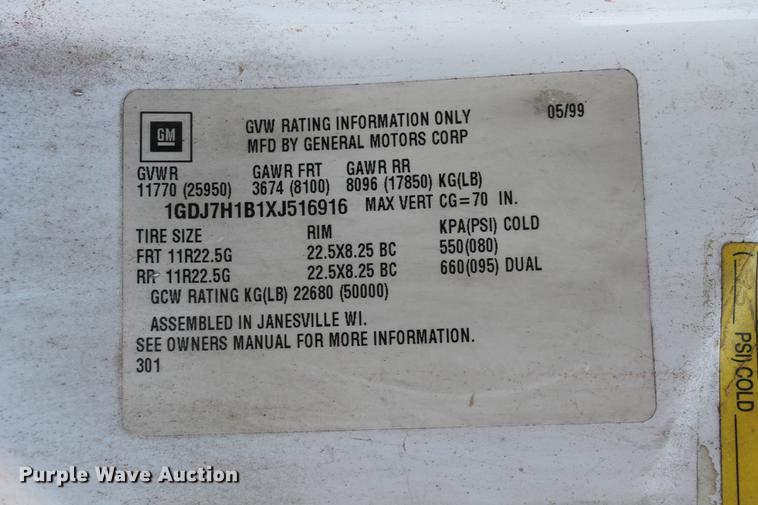 GM
GVW RATING INFORMATION ONLY 05/99
MFD BY GENERAL MOTORS CORP
GVWR GAWR FRT GAWR RR
11770 (25950) 3674 (8100) 8096 (17850) KG(LB)
1GDJ7H1B1XJ516916 MAX VERT CG=70 IN.
TIRE SIZE RIM KPA(PSI) COLD
FRT 11R22.5G 22.5X8.25 BC 550(080)
RR 11R22.5G 22.5X8.25 BC 660(095) DUAL
GCW RATING KG(LB) 22680 (50000)
ASSEMBLED IN JANESVILLE WI.
SEE OWNERS MANUAL FOR MORE INFORMATION.
301
PSI) COLD
Purple Wave Auction